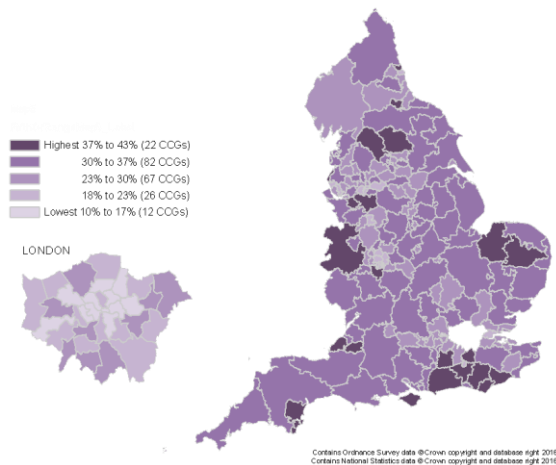 Highest 37% to 43% (22 CCGs)
30% to 37% (82 CCGs)
23% to 30% (67 CCGs)
18% to 23% (26 CCGs)
Lowest 10% to 17% (12 CCGs)
LONDON
Contains Ordnance Survey data © Crown copyright and database right 2016
Contains National Statistics data © Crown copyright and database right 2016